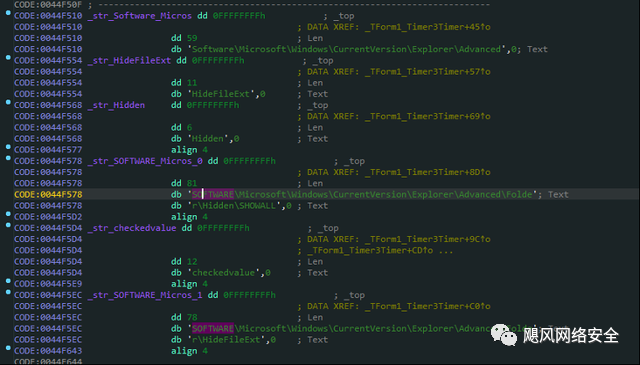 CODE:0044F50F ; ---------------------------------------------------------------------------
CODE:0044F510 _str_Software_Micros dd 0FFFFFFFFh ; _top
CODE:0044F510 ; DATA XREF: _TForm1_Timer3Timer+45↑o
CODE:0044F510 dd 59 ; Len
CODE:0044F510 db 'Software\Microsoft\Windows\CurrentVersion\Explorer\Advanced',0; Text
CODE:0044F554 _str_HideFileExt dd 0FFFFFFFFh ; _top
CODE:0044F554 ; DATA XREF: _TForm1_Timer3Timer+57↑o
CODE:0044F554 dd 11 ; Len
CODE:0044F554 db 'HideFileExt',0 ; Text
CODE:0044F568 _str_Hidden dd 0FFFFFFFFh ; _top
CODE:0044F568 ; DATA XREF: _TForm1_Timer3Timer+69↑o
CODE:0044F568 dd 6 ; Len
CODE:0044F568 db 'Hidden',0 ; Text
CODE:0044F577 align 4
CODE:0044F578 _str_SOFTWARE_Micros_0 dd 0FFFFFFFFh ; _top
CODE:0044F578 ; DATA XREF: _TForm1_Timer3Timer+8D↑o
CODE:0044F578 dd 81 ; Len
CODE:0044F578 db 'SOFTWARE\Microsoft\Windows\CurrentVersion\Explorer\Advanced\Folde'; Text
CODE:0044F578 db 'r\Hidden\SHOWALL',0 ; Text
CODE:0044F5D2 align 4
CODE:0044F5D4 _str_checkedvalue dd 0FFFFFFFFh ; _top
CODE:0044F5D4 ; DATA XREF: _TForm1_Timer3Timer+9C↑o
CODE:0044F5D4 ; _TForm1_Timer3Timer+CD↑o ...
CODE:0044F5D4 dd 12 ; Len
CODE:0044F5D4 db 'checkedvalue',0 ; Text
CODE:0044F5E9 align 4
CODE:0044F5EC _str_SOFTWARE_Micros_1 dd 0FFFFFFFFh ; _top
CODE:0044F5EC ; DATA XREF: _TForm1_Timer3Timer+C0↑o
CODE:0044F5EC dd 78 ; Len
CODE:0044F5EC db 'SOFTWARE\Microsoft\Windows\CurrentVersion\Explorer\Advanced\Folde'; Text
CODE:0044F5EC db 'r\HideFileExt',0 ; Text
CODE:0044F643 align 4
CODE:0044F644
飓风网络安全